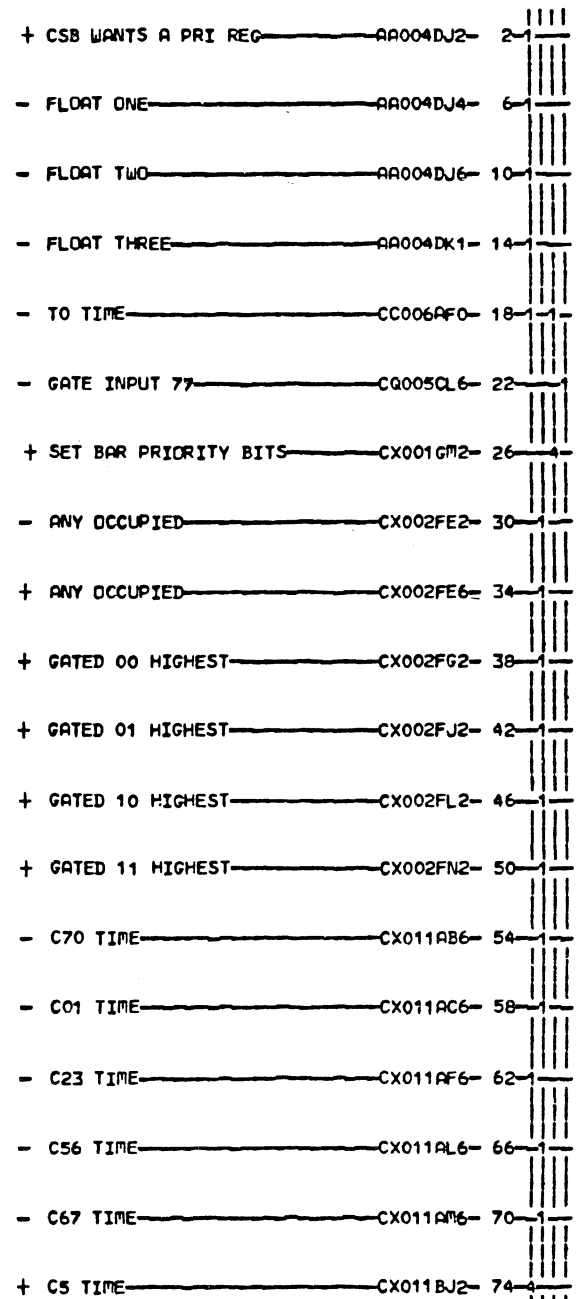 + CSB WANTS A PRI REG AA004DJ2- 2 1
- FLOAT ONE AA004DJ4- 6 1
- FLOAT TWO AA004DJ6- 10 1
- FLOAT THREE AA004DK1- 14 1
- TO TIME CC006AF0- 18 1 1
- GATE INPUT 77 CQ005CL6- 22 1
+ SET BAR PRIORITY BITS CX001GM2- 26 4
- ANY OCCUPIED CX002FE2- 30 1
+ ANY OCCUPIED CX002FE6- 34 1
+ GATED 00 HIGHEST CX002FG2- 38 1
+ GATED 01 HIGHEST CX002FJ2- 42 1
+ GATED 10 HIGHEST CX002FL2- 46 1
+ GATED 11 HIGHEST CX002FN2- 50 1
- C70 TIME CX011AB6- 54 1
- C01 TIME CX011AC6- 58 1
- C23 TIME CX011AF6- 62 1
- C56 TIME CX011AL6- 66 1
- C67 TIME CX011AM6- 70 1
+ C5 TIME CX011BJ2- 74 4